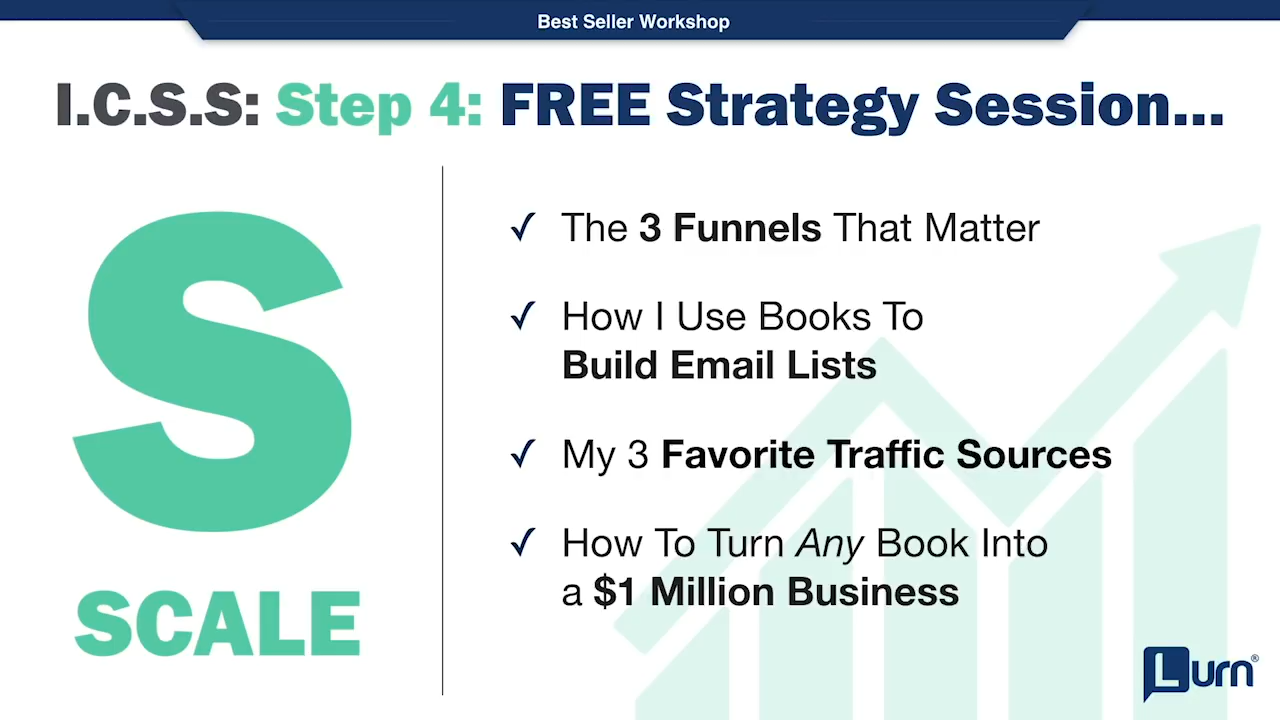 Best Seller Workshop
I.C.S.S: Step 4: FREE Strategy Session...
S
SCALE
✓ The 3 Funnels That Matter
✓ How I Use Books To
Build Email Lists
✓ My 3 Favorite Traffic Sources
✓ How To Turn Any Book Into
a $1 Million Business
Lurn®